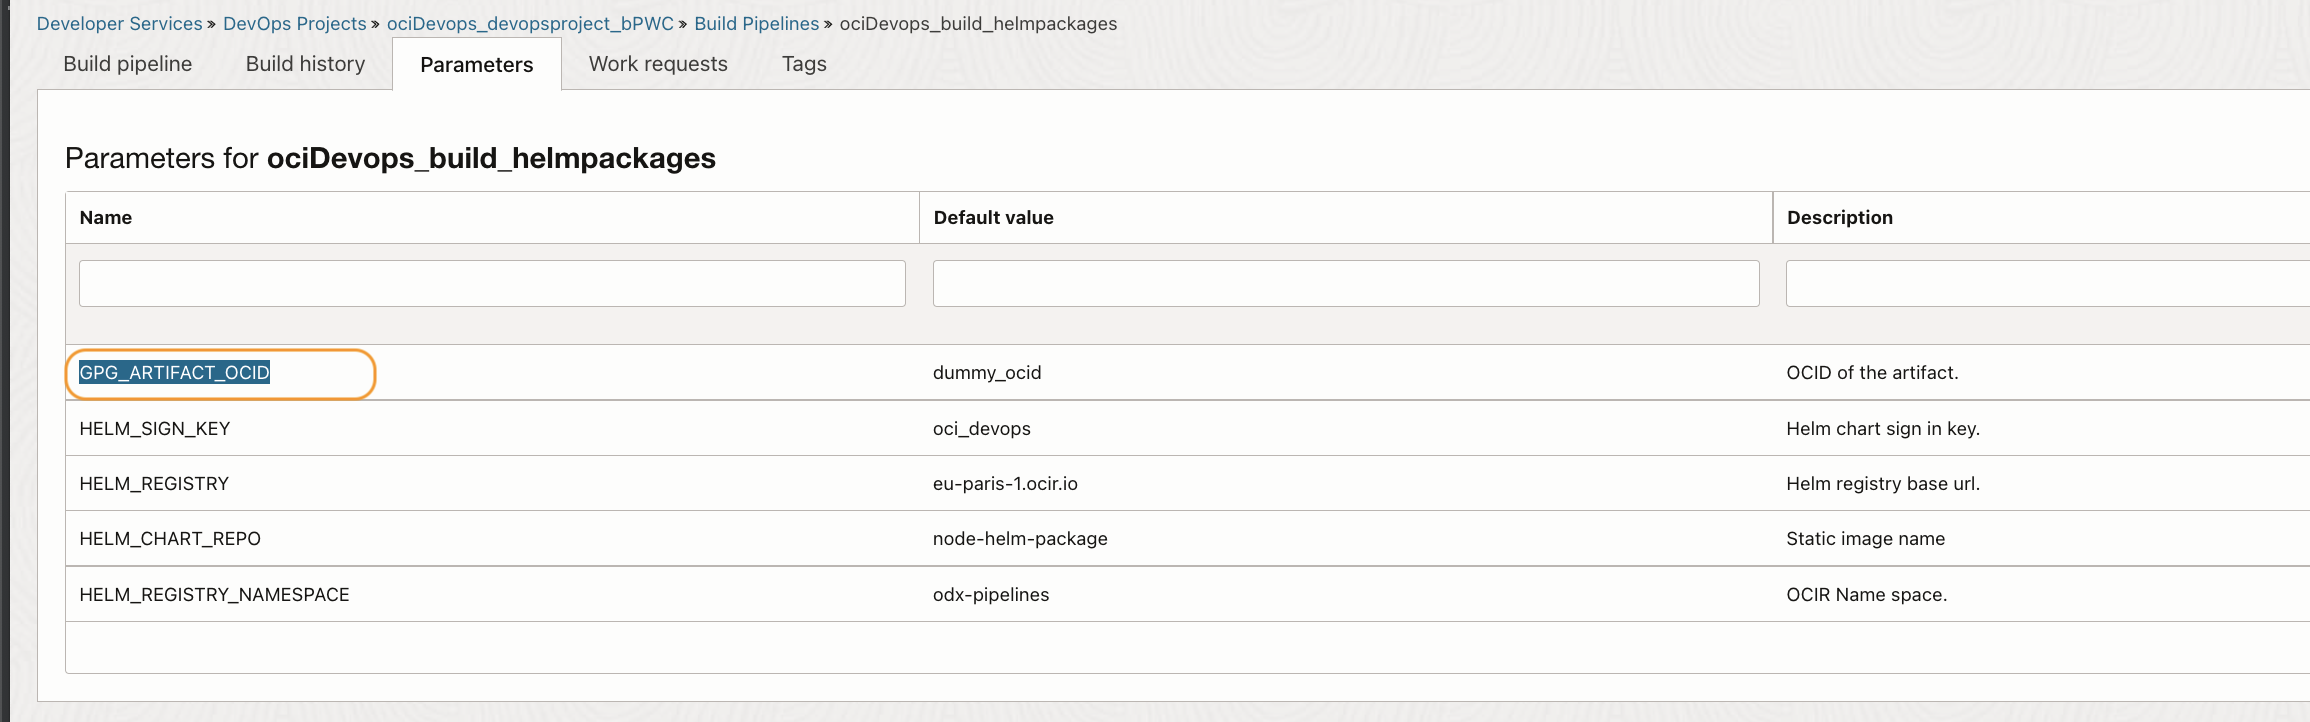 Developer Services » DevOps Projects » ociDevops_devopsproject_bPWC » Build Pipelines » ociDevops_build_helmpackages
Build pipeline Build history Parameters Work requests Tags
Parameters for ociDevops_build_helmpackages
Name Default value Description
GPG_ARTIFACT_OCID dummy_ocid OCID of the artifact.
HELM_SIGN_KEY oci_devops Helm chart sign in key.
HELM_REGISTRY eu-paris-1.ocir.io Helm registry base url.
HELM_CHART_REPO node-helm-package Static image name
HELM_REGISTRY_NAMESPACE odx-pipelines OCIR Name space.